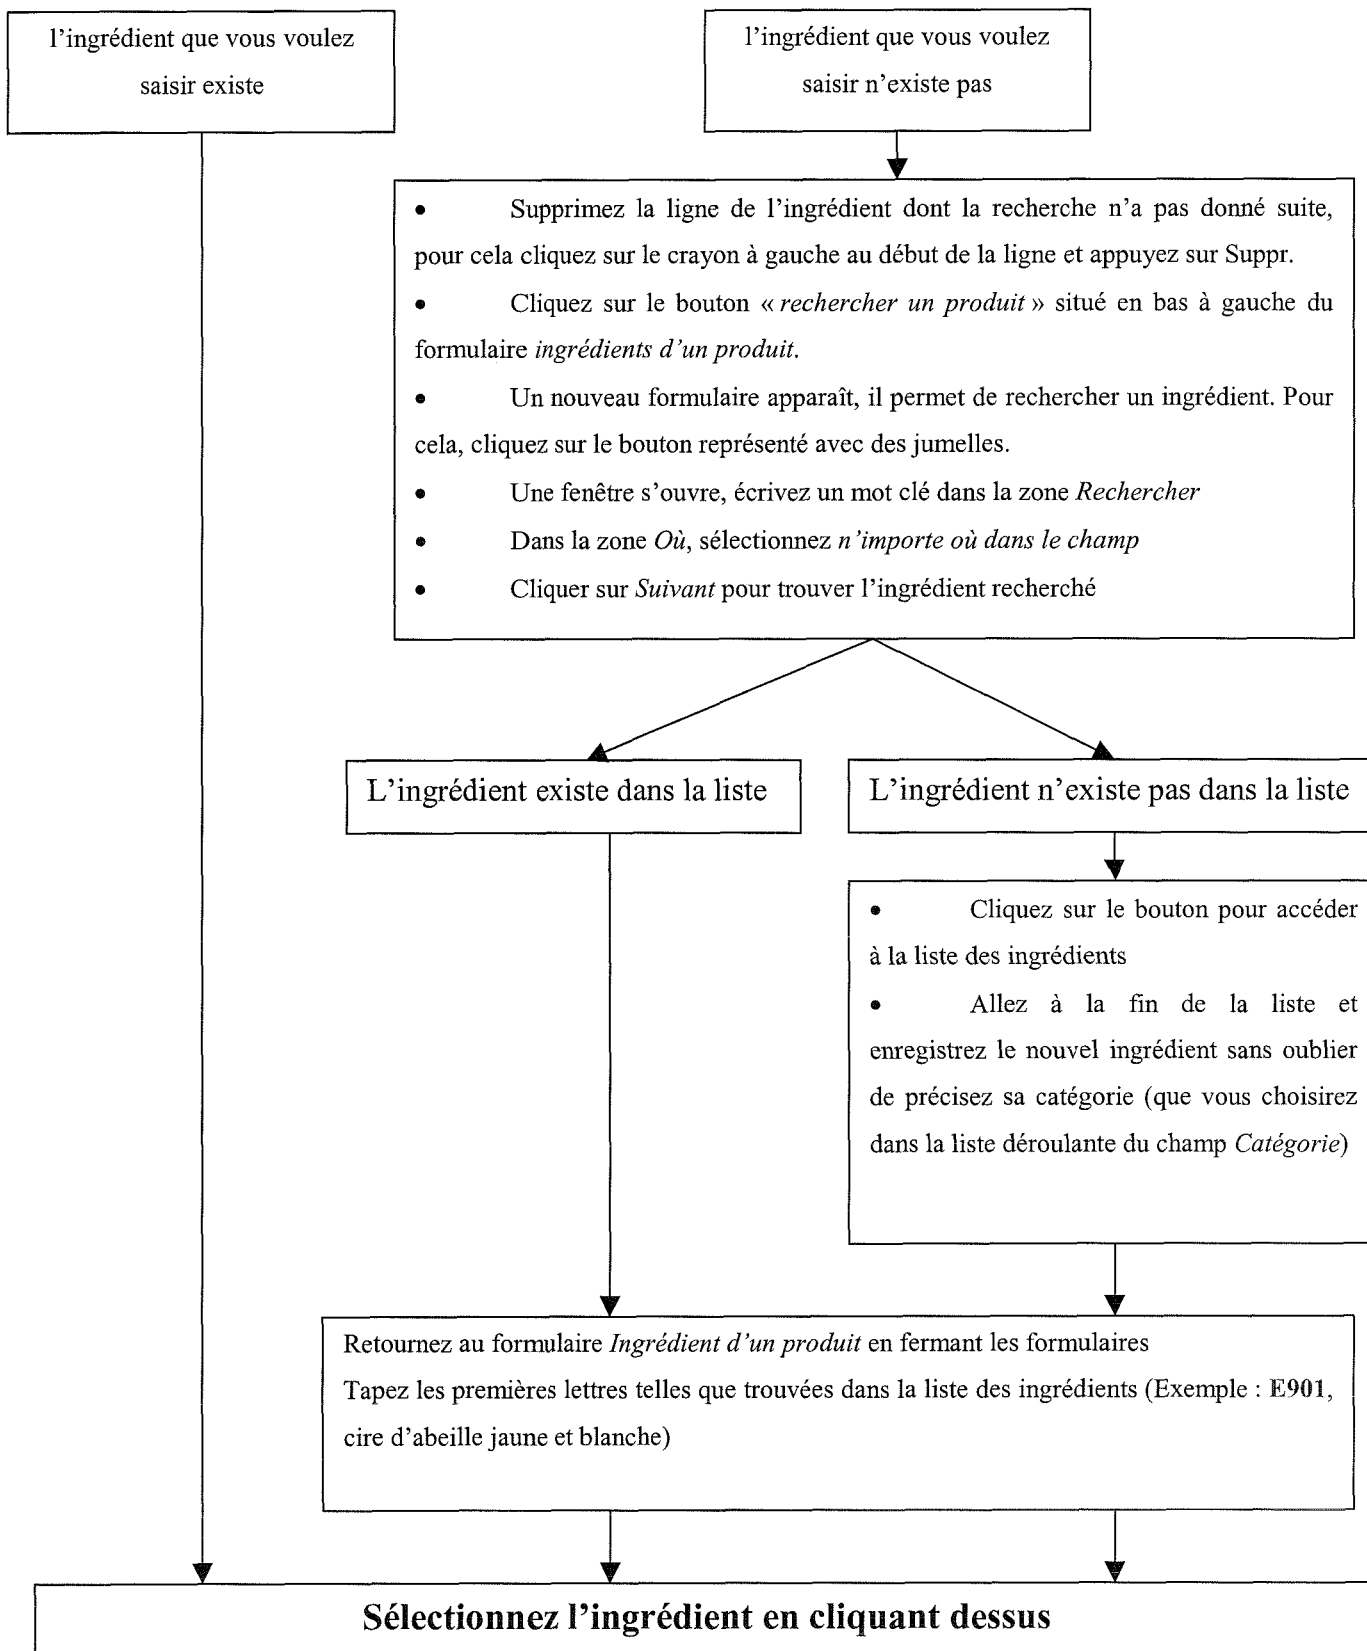 l'ingrédient que vous voulez
saisir existe
l'ingrédient que vous voulez
saisir n'existe pas
• Supprimez la ligne de l'ingrédient dont la recherche n'a pas donné suite,
pour cela cliquez sur le crayon à gauche au début de la ligne et appuyez sur Suppr.
• Cliquez sur le bouton « rechercher un produit » situé en bas à gauche du
formulaire ingrédients d'un produit.
• Un nouveau formulaire apparaît, il permet de rechercher un ingrédient. Pour
cela, cliquez sur le bouton représenté avec des jumelles.
• Une fenêtre s'ouvre, écrivez un mot clé dans la zone Rechercher
• Dans la zone Où, sélectionnez n'importe où dans le champ
• Cliquer sur Suivant pour trouver l'ingrédient recherché
L'ingrédient existe dans la liste
L'ingrédient n'existe pas dans la liste
• Cliquez sur le bouton pour accéder
à la liste des ingrédients
• Allez à la fin de la liste et
enregistrez le nouvel ingrédient sans oublier
de précisez sa catégorie (que vous choisirez
dans la liste déroulante du champ Catégorie)
Retournez au formulaire Ingrédient d'un produit en fermant les formulaires
Tapez les premières lettres telles que trouvées dans la liste des ingrédients (Exemple : E901,
cire d'abeille jaune et blanche)
Sélectionnez l'ingrédient en cliquant dessus